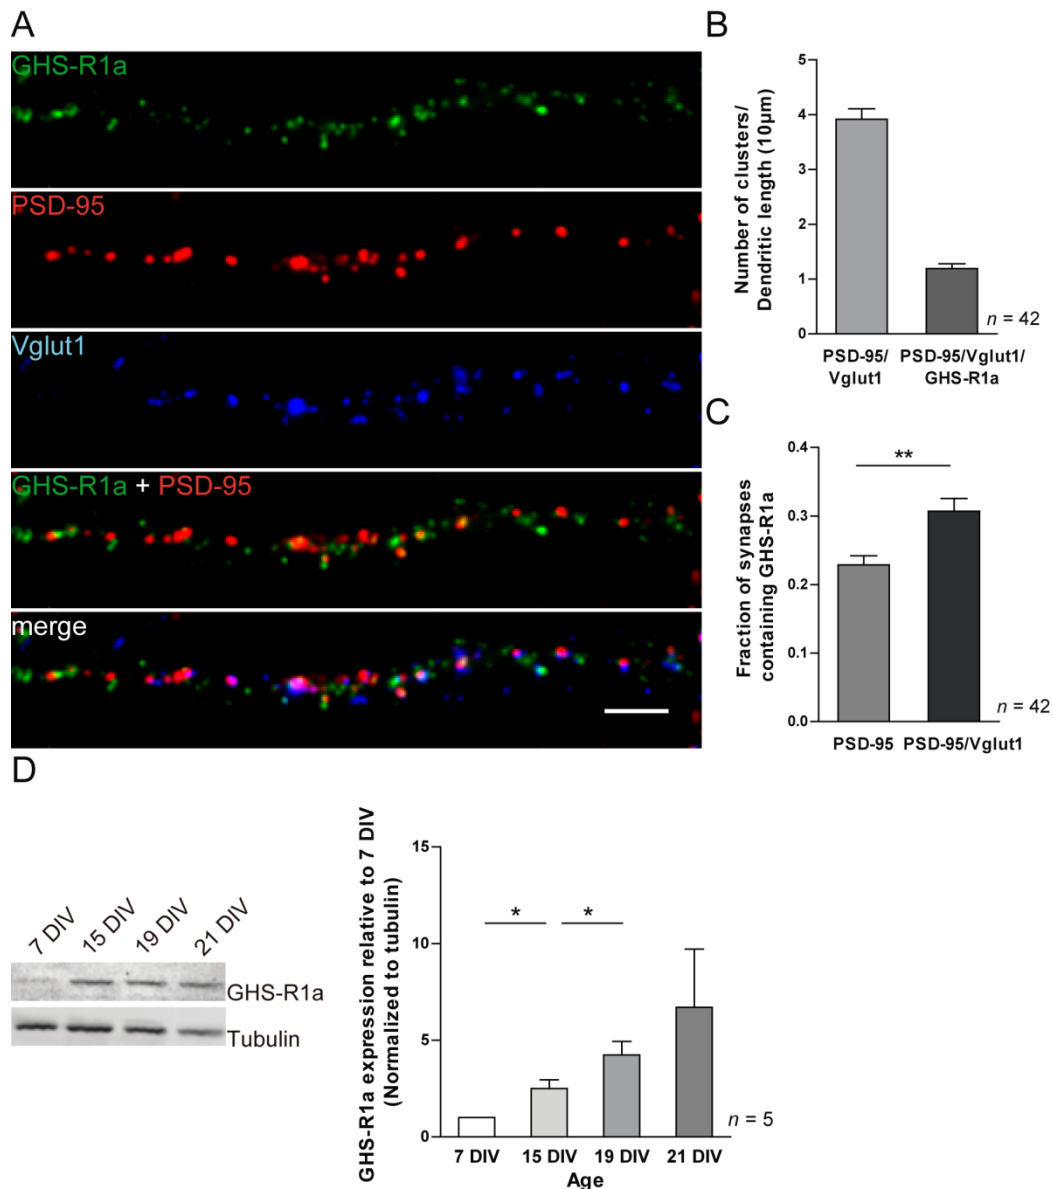 A
GHS-R1a
PSD-95
Vglut1
GHS-R1a + PSD-95
merge
B
Number of clusters/
Dendritic length (10µm)
5
4
3
2
1
0
PSD-95/
Vglut1
PSD-95/Vglut1/
GHS-R1a
n = 42
C
Fraction of synapses
containing GHS-R1a
0.4
0.3
0.2
0.1
0.0
**
PSD-95
PSD-95/Vglut1
n = 42
D
7 DIV
15 DIV
19 DIV
21 DIV
GHS-R1a
Tubulin
GHS-R1a expression relative to 7 DIV
(Normalized to tubulin)
15
10
5
0
*
*
7 DIV
15 DIV
19 DIV
21 DIV
Age
n = 5